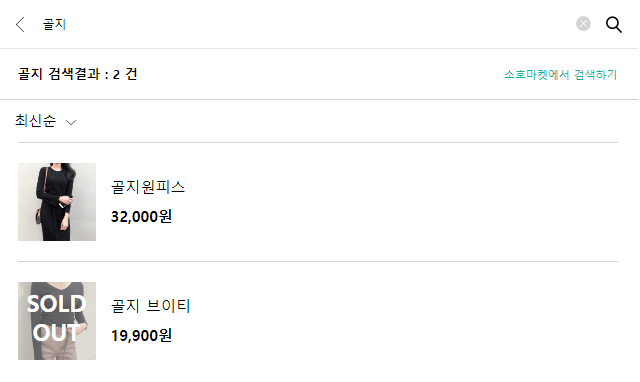 골지
골지 검색결과 : 2 건
소호마켓에서 검색하기
최신순
골지원피스
32,000원
SOLD
OUT
골지 브이티
19,900원